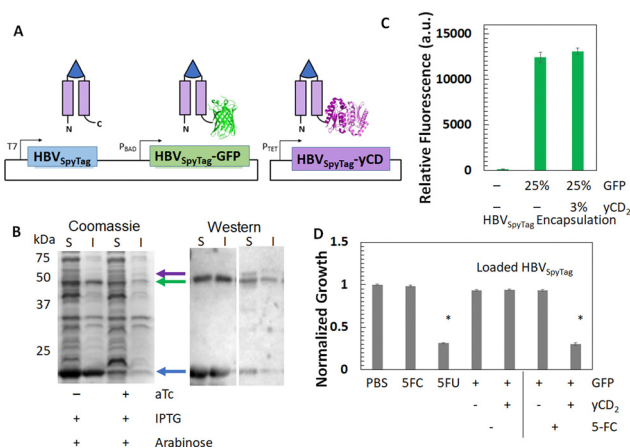 A
N
C
N
N
T7
HBVSpyTag
PBAD
HBVSpyTag-GFP
PTET
HBVSpyTag-yCD
B
Coomassie
Western
kDa
S I S I
S I S I
75
50
37
25
– + aTc
+ + IPTG
+ + Arabinose
C
Relative Fluorescence (a.u.)
15000
10000
5000
0
– 25% 25% GFP
– – 3% yCD2
HBVSpyTag Encapsulation
D
Normalized Growth
1.5
1
0.5
0
Loaded HBVSpyTag
* *
PBS 5FC 5FU + + + + GFP
- + - + yCD2
- + 5-FC